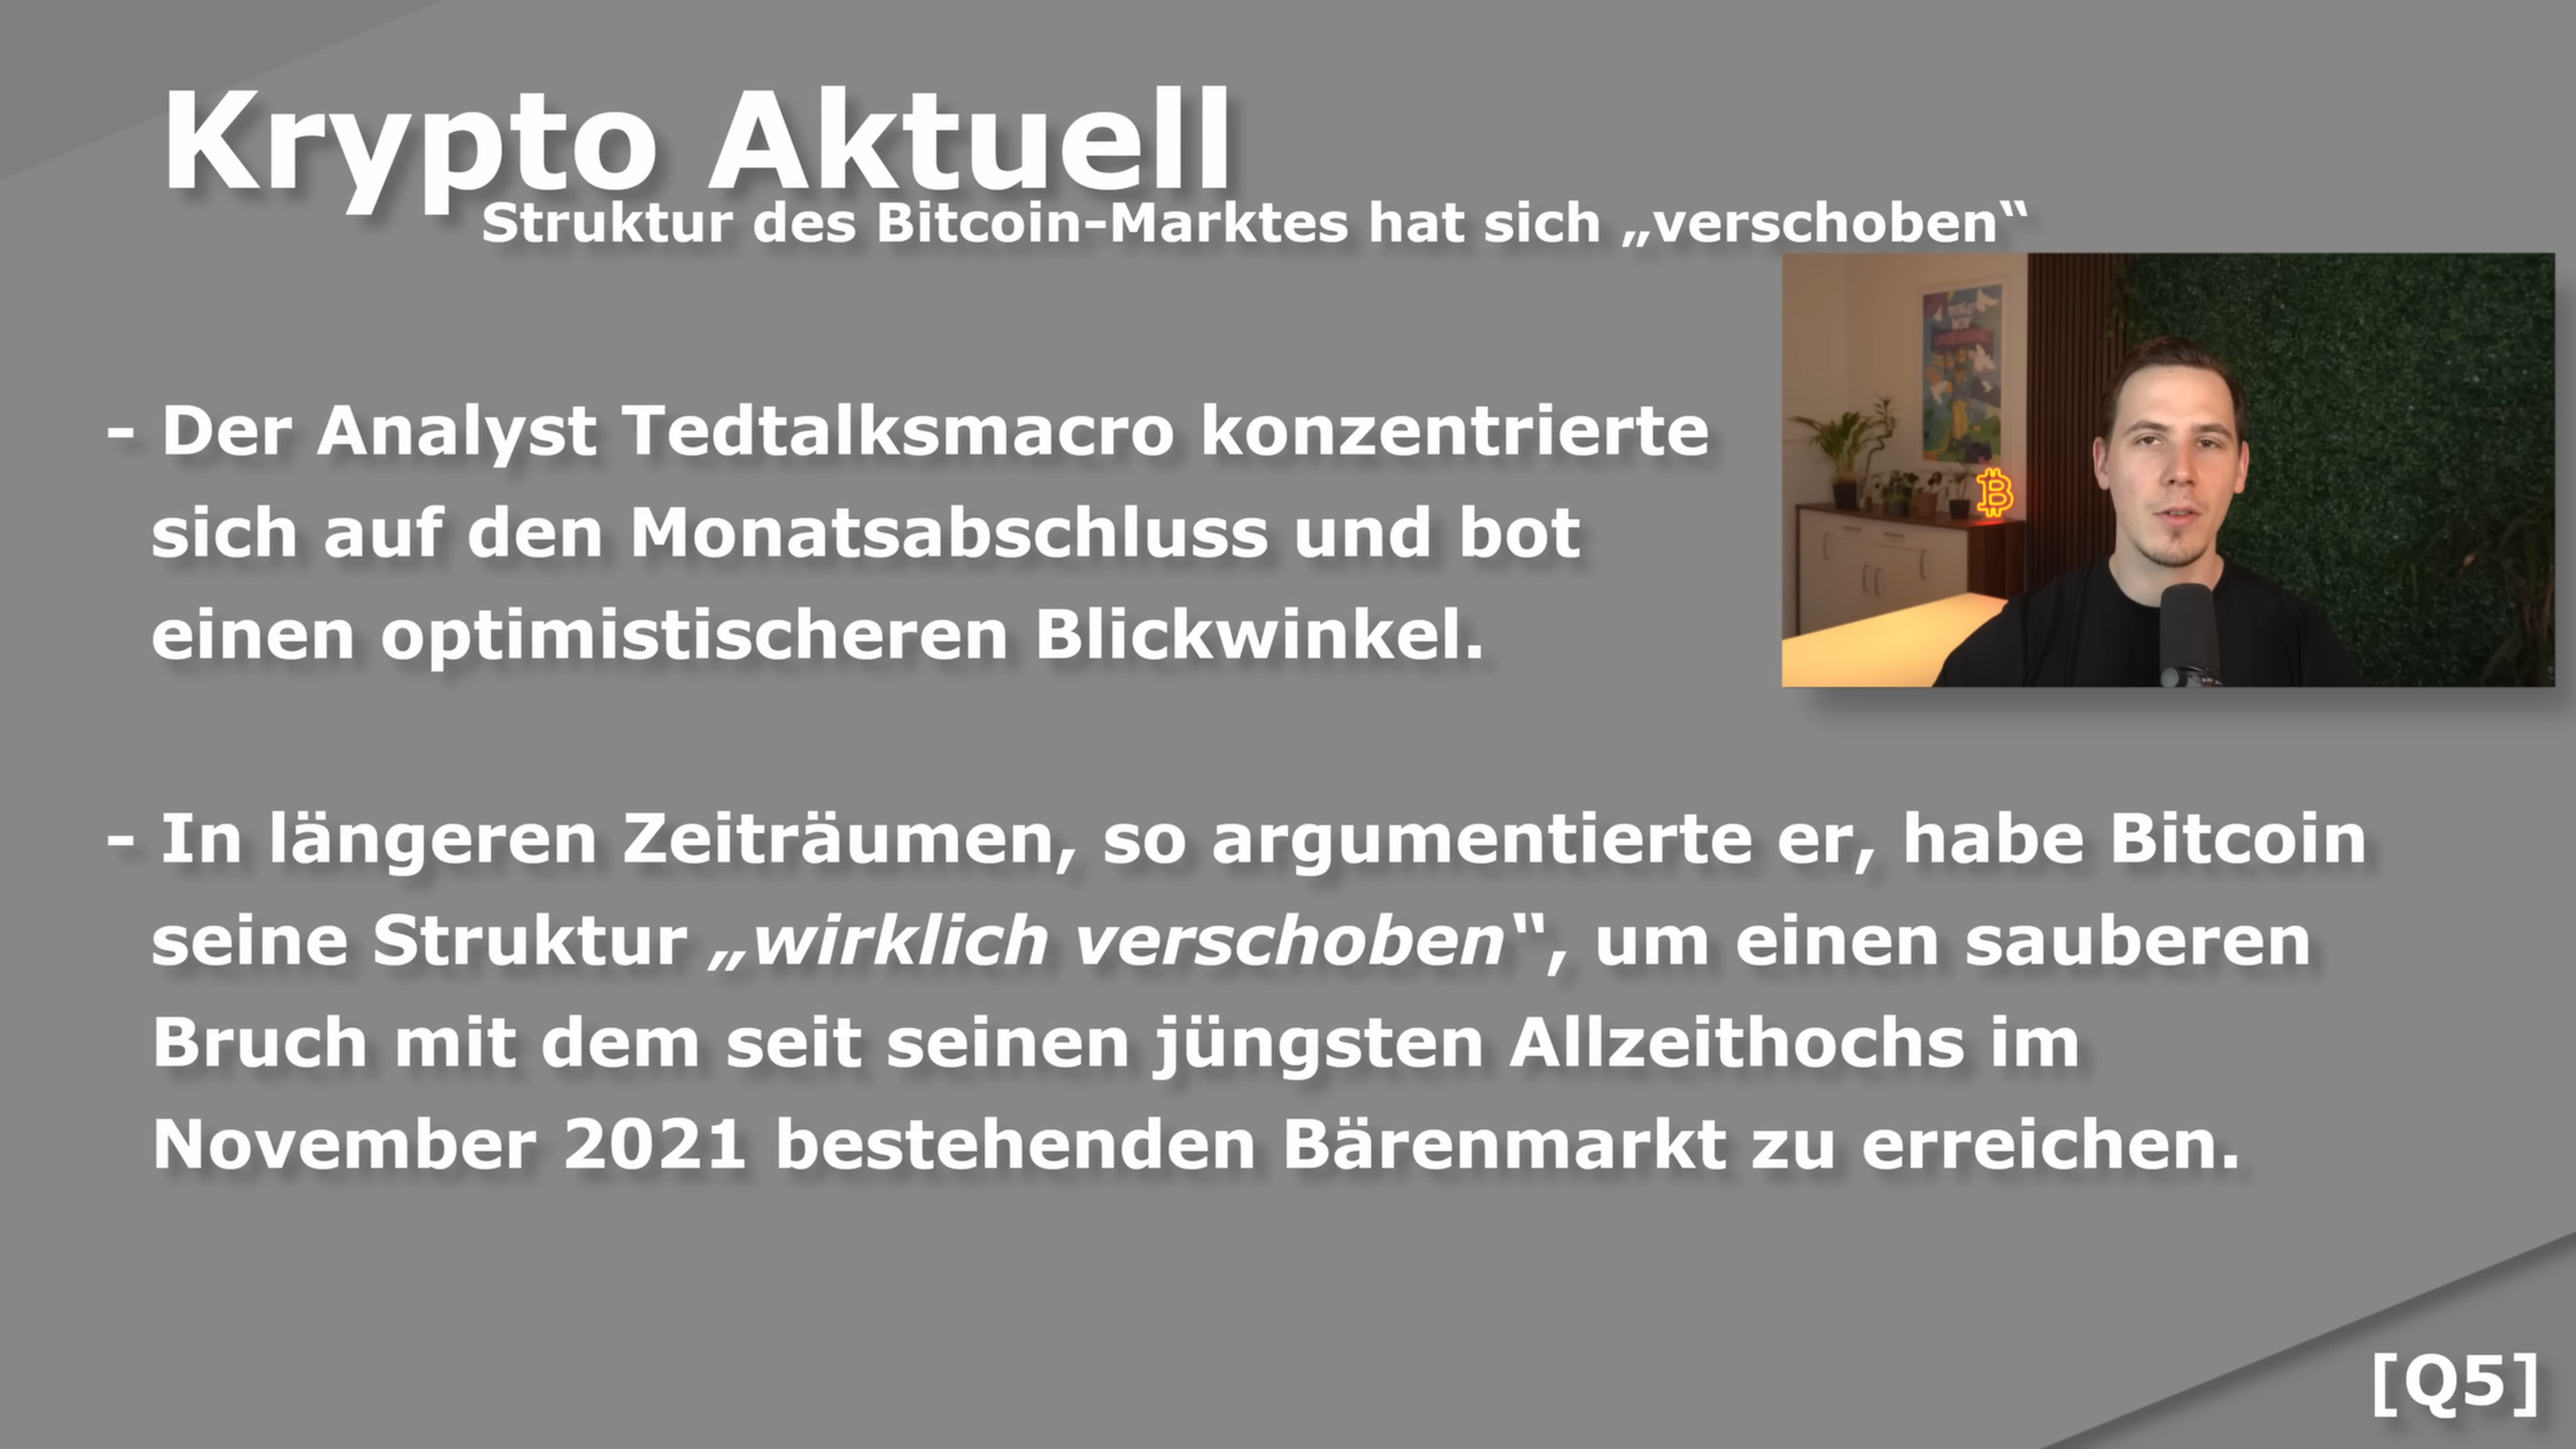 Krypto Aktuell
Struktur des Bitcoin-Marktes hat sich „verschoben“
- Der Analyst Tedtalksmacro konzentrierte
sich auf den Monatsabschluss und bot
einen optimistischeren Blickwinkel.
- In längeren Zeiträumen, so argumentierte er, habe Bitcoin
seine Struktur „wirklich verschoben“, um einen sauberen
Bruch mit dem seit seinen jüngsten Allzeithochs im
November 2021 bestehenden Bärenmarkt zu erreichen.
[Q5]